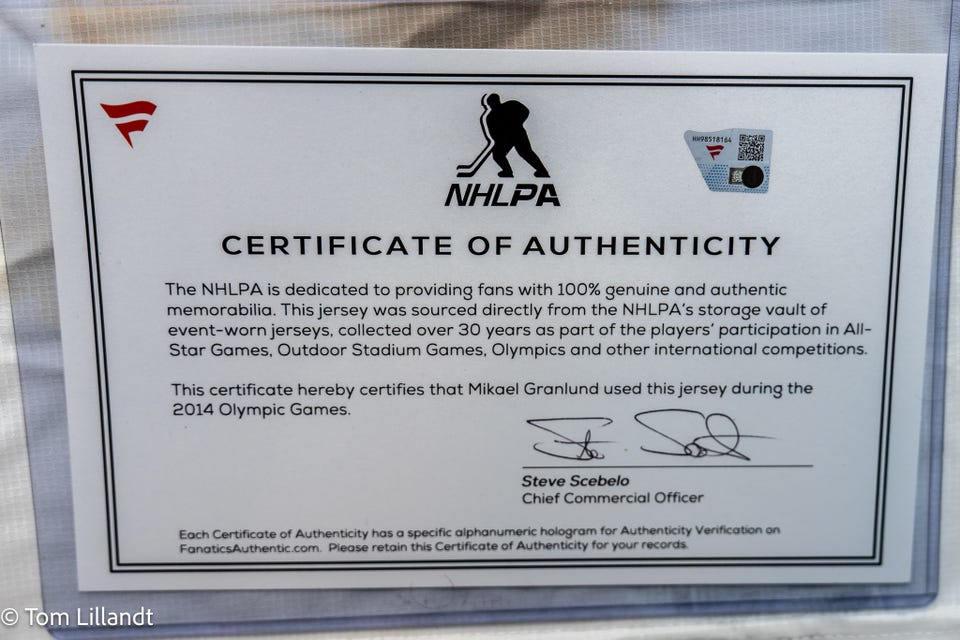 NHLPA
HH98518164
CERTIFICATE OF AUTHENTICITY
The NHLPA is dedicated to providing fans with 100% genuine and authentic
memorabilia. This jersey was sourced directly from the NHLPA's storage vault of
event-worn jerseys, collected over 30 years as part of the players' participation in All-
Star Games, Outdoor Stadium Games, Olympics and other international competitions.
This certificate hereby certifies that Mikael Granlund used this jersey during the
2014 Olympic Games.
Steve Scebelo
Chief Commercial Officer
Each Certificate of Authenticity has a specific alphanumeric hologram for Authenticity Verification on
FanaticsAuthentic.com. Please retain this Certificate of Authenticity for your records.
© Tom Lillandt